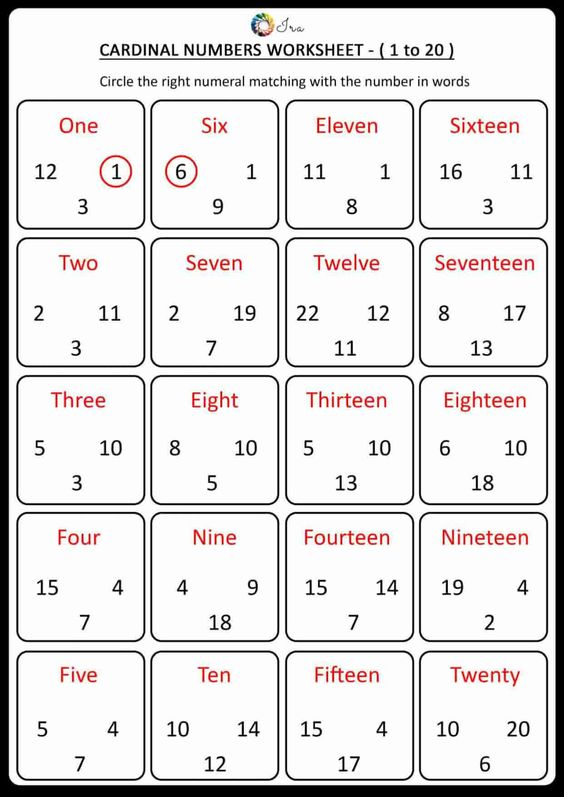 Ira
CARDINAL NUMBERS WORKSHEET - ( 1 to 20 )
Circle the right numeral matching with the number in words
One
12 1
3
Six
6 1
9
Eleven
11 1
8
Sixteen
16 11
3
Two
2 11
3
Seven
2 19
7
Twelve
22 12
11
Seventeen
8 17
13
Three
5 10
3
Eight
8 10
5
Thirteen
5 10
13
Eighteen
6 10
18
Four
15 4
7
Nine
4 9
18
Fourteen
15 14
7
Nineteen
19 4
2
Five
5 4
7
Ten
10 14
12
Fifteen
15 4
17
Twenty
10 20
6